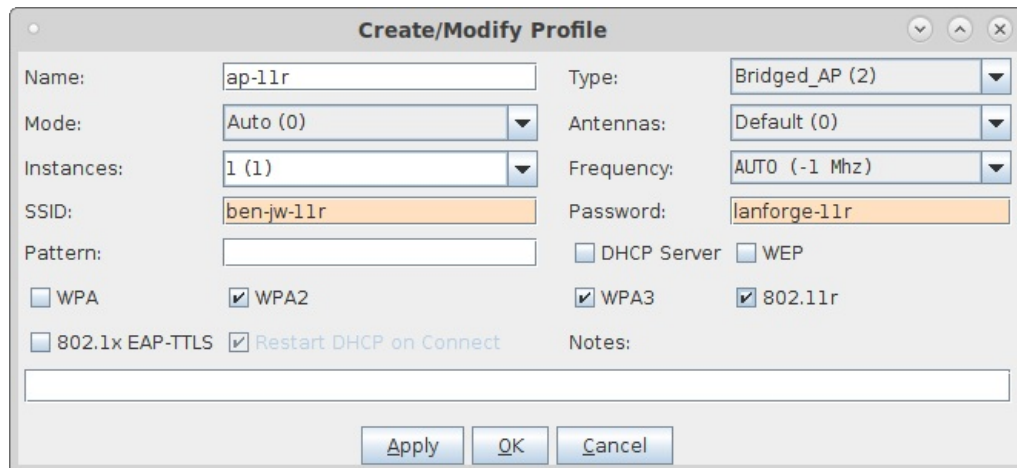 Create/Modify Profile
Name: ap-11r Type: Bridged_AP (2)
Mode: Auto (0) Antennas: Default (0)
Instances: 1 (1) Frequency: AUTO (-1 Mhz)
SSID: ben-jw-11r Password: lanforge-11r
Pattern: DHCP Server WEP
WPA WPA2 WPA3 802.11r
802.1x EAP-TTLS Restart DHCP on Connect Notes:
Apply OK Cancel